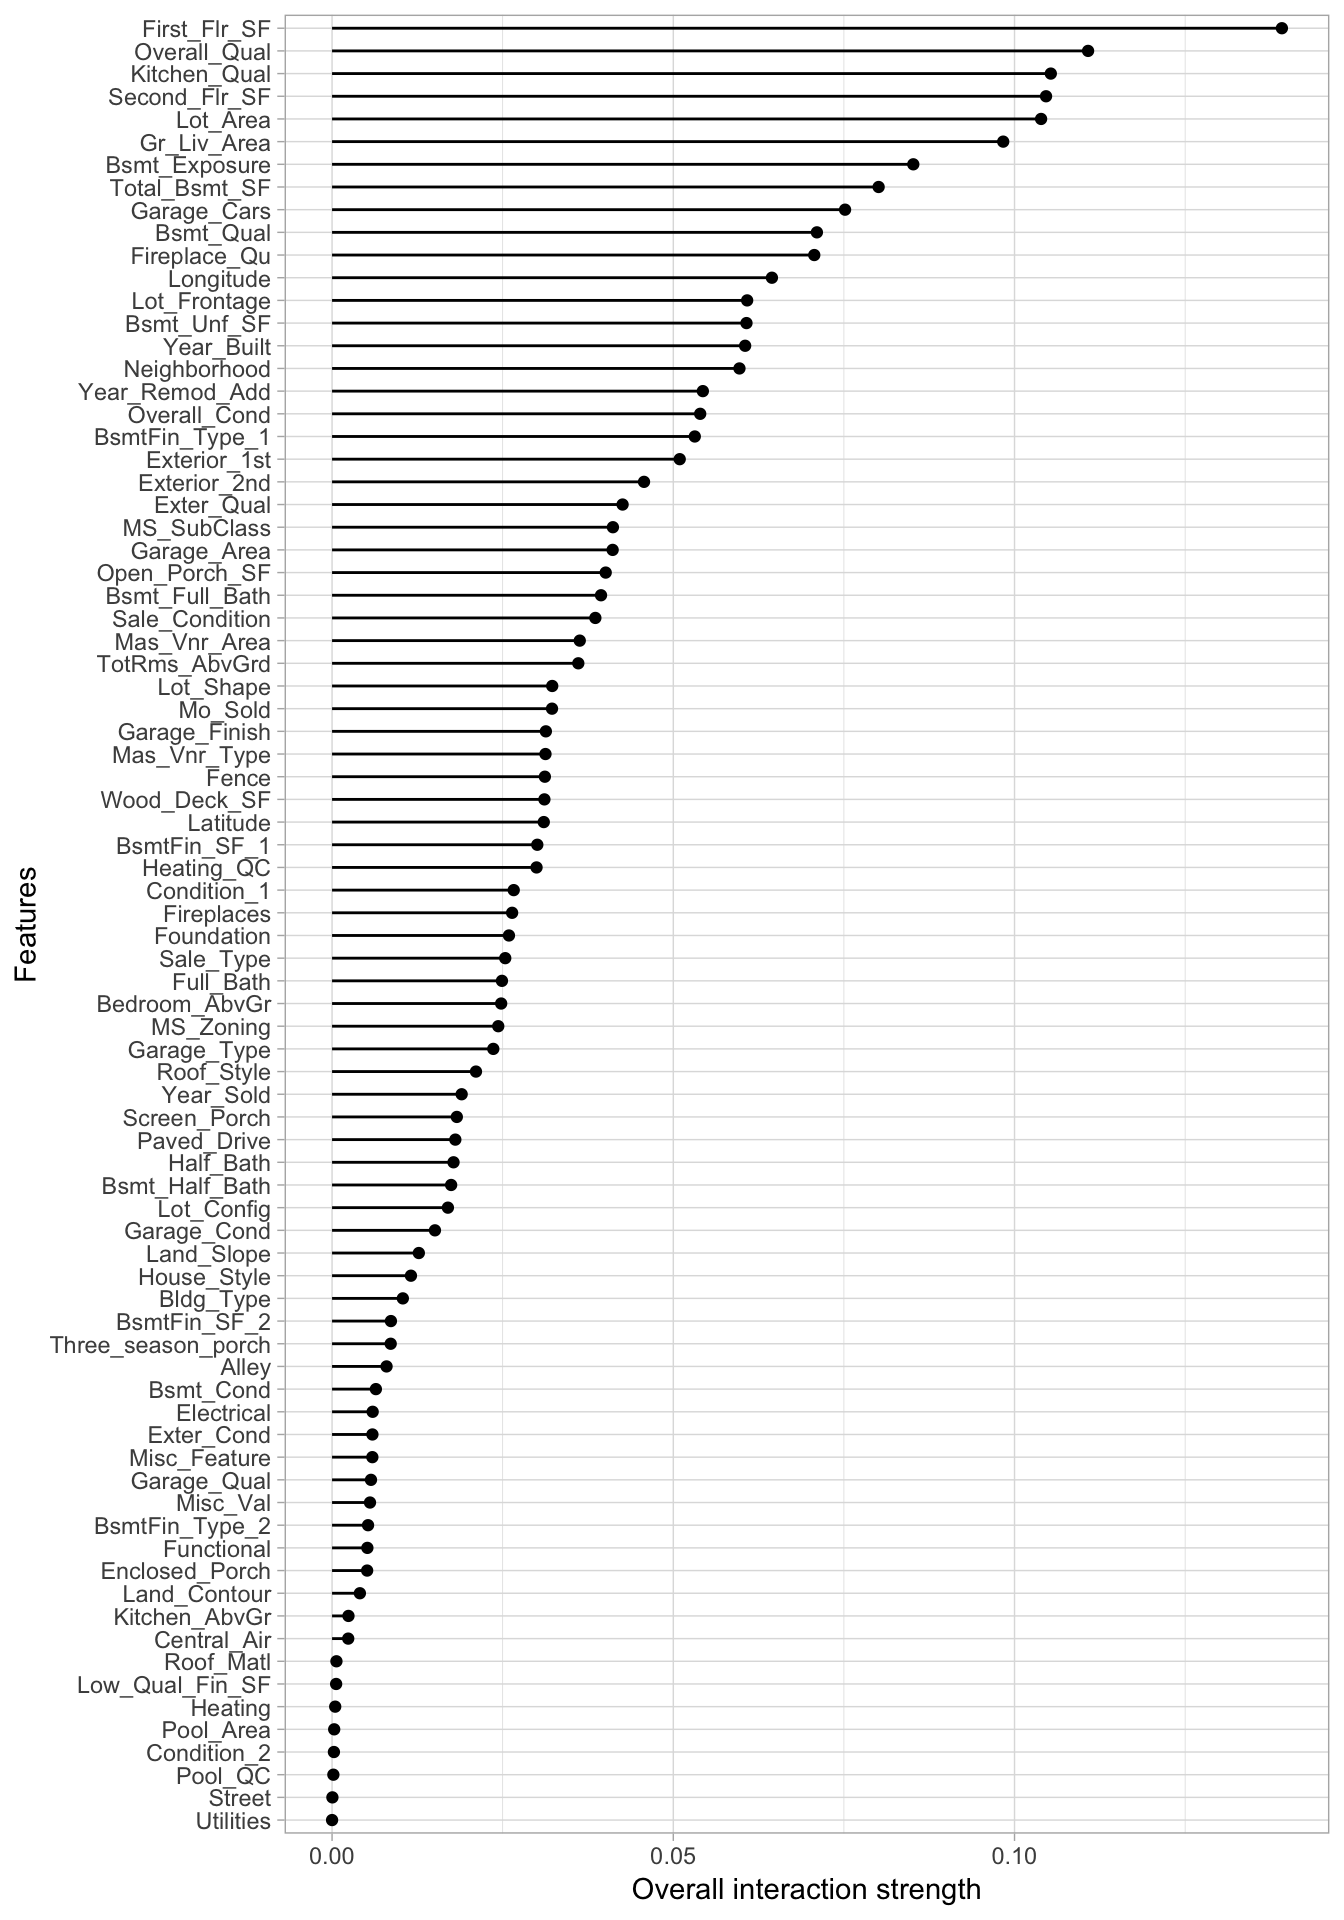 First_Flr_SF
Overall_Qual
Kitchen_Qual
Second_Flr_SF
Lot_Area
Gr_Liv_Area
Bsmt_Exposure
Total_Bsmt_SF
Garage_Cars
Bsmt_Qual
Fireplace_Qu
Longitude
Lot_Frontage
Bsmt_Unf_SF
Year_Built
Neighborhood
Year_Remod_Add
Overall_Cond
BsmtFin_Type_1
Exterior_1st
Exterior_2nd
Exter_Qual
MS_SubClass
Garage_Area
Open_Porch_SF
Bsmt_Full_Bath
Sale_Condition
Mas_Vnr_Area
TotRms_AbvGrd
Lot_Shape
Mo_Sold
Garage_Finish
Mas_Vnr_Type
Fence
Wood_Deck_SF
Latitude
BsmtFin_SF_1
Heating_QC
Condition_1
Fireplaces
Foundation
Sale_Type
Full_Bath
Bedroom_AbvGr
MS_Zoning
Garage_Type
Roof_Style
Year_Sold
Screen_Porch
Paved_Drive
Half_Bath
Bsmt_Half_Bath
Lot_Config
Garage_Cond
Land_Slope
House_Style
Bldg_Type
BsmtFin_SF_2
Three_season_porch
Alley
Bsmt_Cond
Electrical
Exter_Cond
Misc_Feature
Garage_Qual
Misc_Val
BsmtFin_Type_2
Functional
Enclosed_Porch
Land_Contour
Kitchen_AbvGr
Central_Air
Roof_Matl
Low_Qual_Fin_SF
Heating
Pool_Area
Condition_2
Pool_QC
Street
Utilities
Features
0.00 0.05 0.10
Overall interaction strength